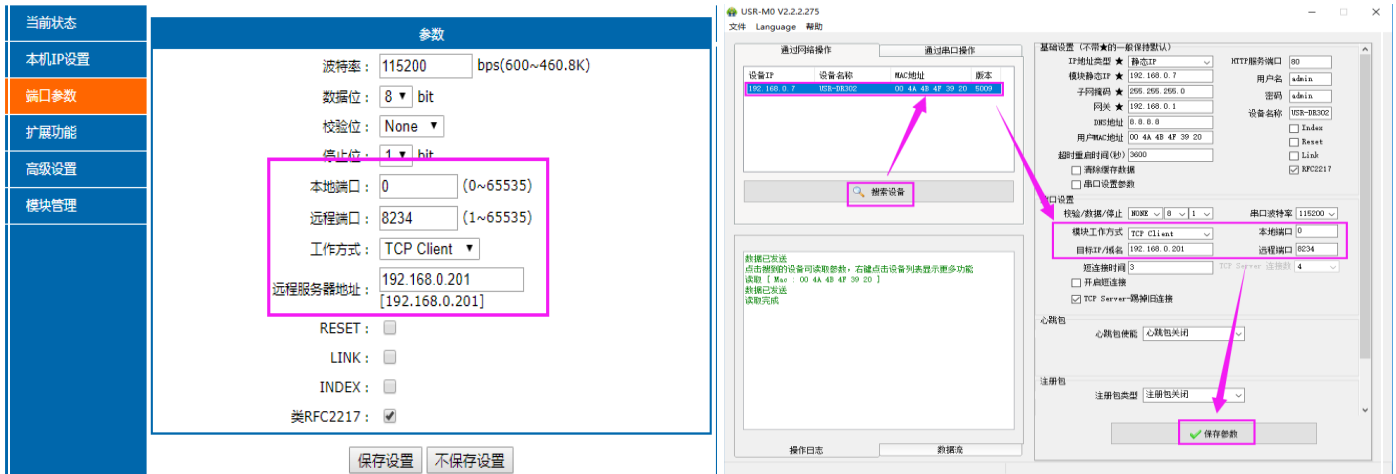 当前状态
本机IP设置
端口参数
扩展功能
高级设置
模块管理
参数
波特率： 115200 bps(600~460.8K)
数据位： 8 bit
校验位： None
停止位： 1 bit
本地端口： 0 (0~65535)
远程端口： 8234 (1~65535)
工作方式： TCP Client
远程服务器地址： 192.168.0.201
[192.168.0.201]
RESET：
LINK：
INDEX：
类RFC2217：
保存设置 不保存设置
USR-M0 V2.2.2.275
文件 Language 帮助
通过网络操作 通过串口操作
设备IP 设备名称 MAC地址 版本
192.168.0.7 USR-DR302 00 4A 4B 4F 39 20 5009
搜索设备
数据已发送
点击搜到的设备可读取参数，右键点击设备列表显示更多功能
读取 [ Mac : 00 4A 4B 4F 39 20 ]
数据已发送
读取完成
操作日志 数据流
基础设置 (不带★的一般保持默认)
IP地址类型 ★ 静态IP HTTP服务端口 80
模块静态IP ★ 192.168.0.7 用户名 admin
子网掩码 ★ 255.255.255.0 密码 admin
网关 ★ 192.168.0.1 设备名称 USR-DR302
DNS地址 0.0.0.0 Index
用户MAC地址 00 4A 4B 4F 39 20 Reset
超时重启时间(秒) 3600 Link
清除缓存数据 RFC2217
串口设置参数
口设置
校验/数据/停止 NONE 8 1 串口波特率 115200
模块工作方式 TCP Client 本地端口 0
目标IP/域名 192.168.0.201 远程端口 8234
短连接时间 3 TCP Server 连接数 4
开启短连接
TCP Server-踢掉旧连接
心跳包
心跳包使能 心跳包关闭
注册包
注册包类型 注册包关闭
保存参数